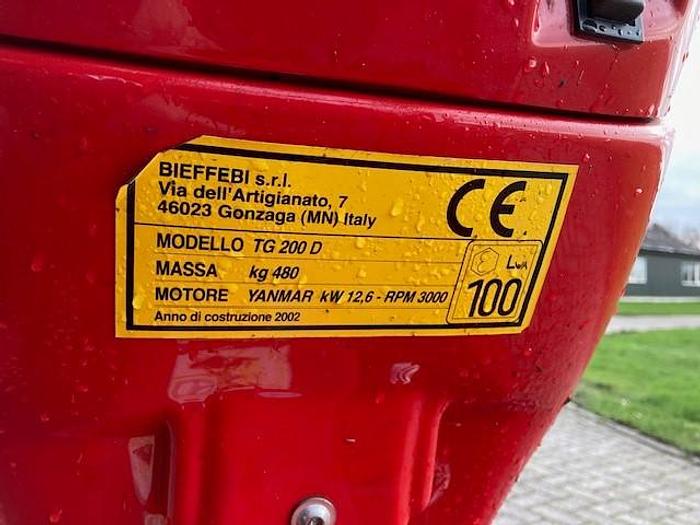 BIEFFEBI s.r.l.
Via dell'Artigianato, 7
46023 Gonzaga (MN) Italy
CE
MODELLO TG 200 D
MASSA kg 480
MOTORE YANMAR kW 12,6 - RPM 3000
Anno di costruzione 2002
LWA
100